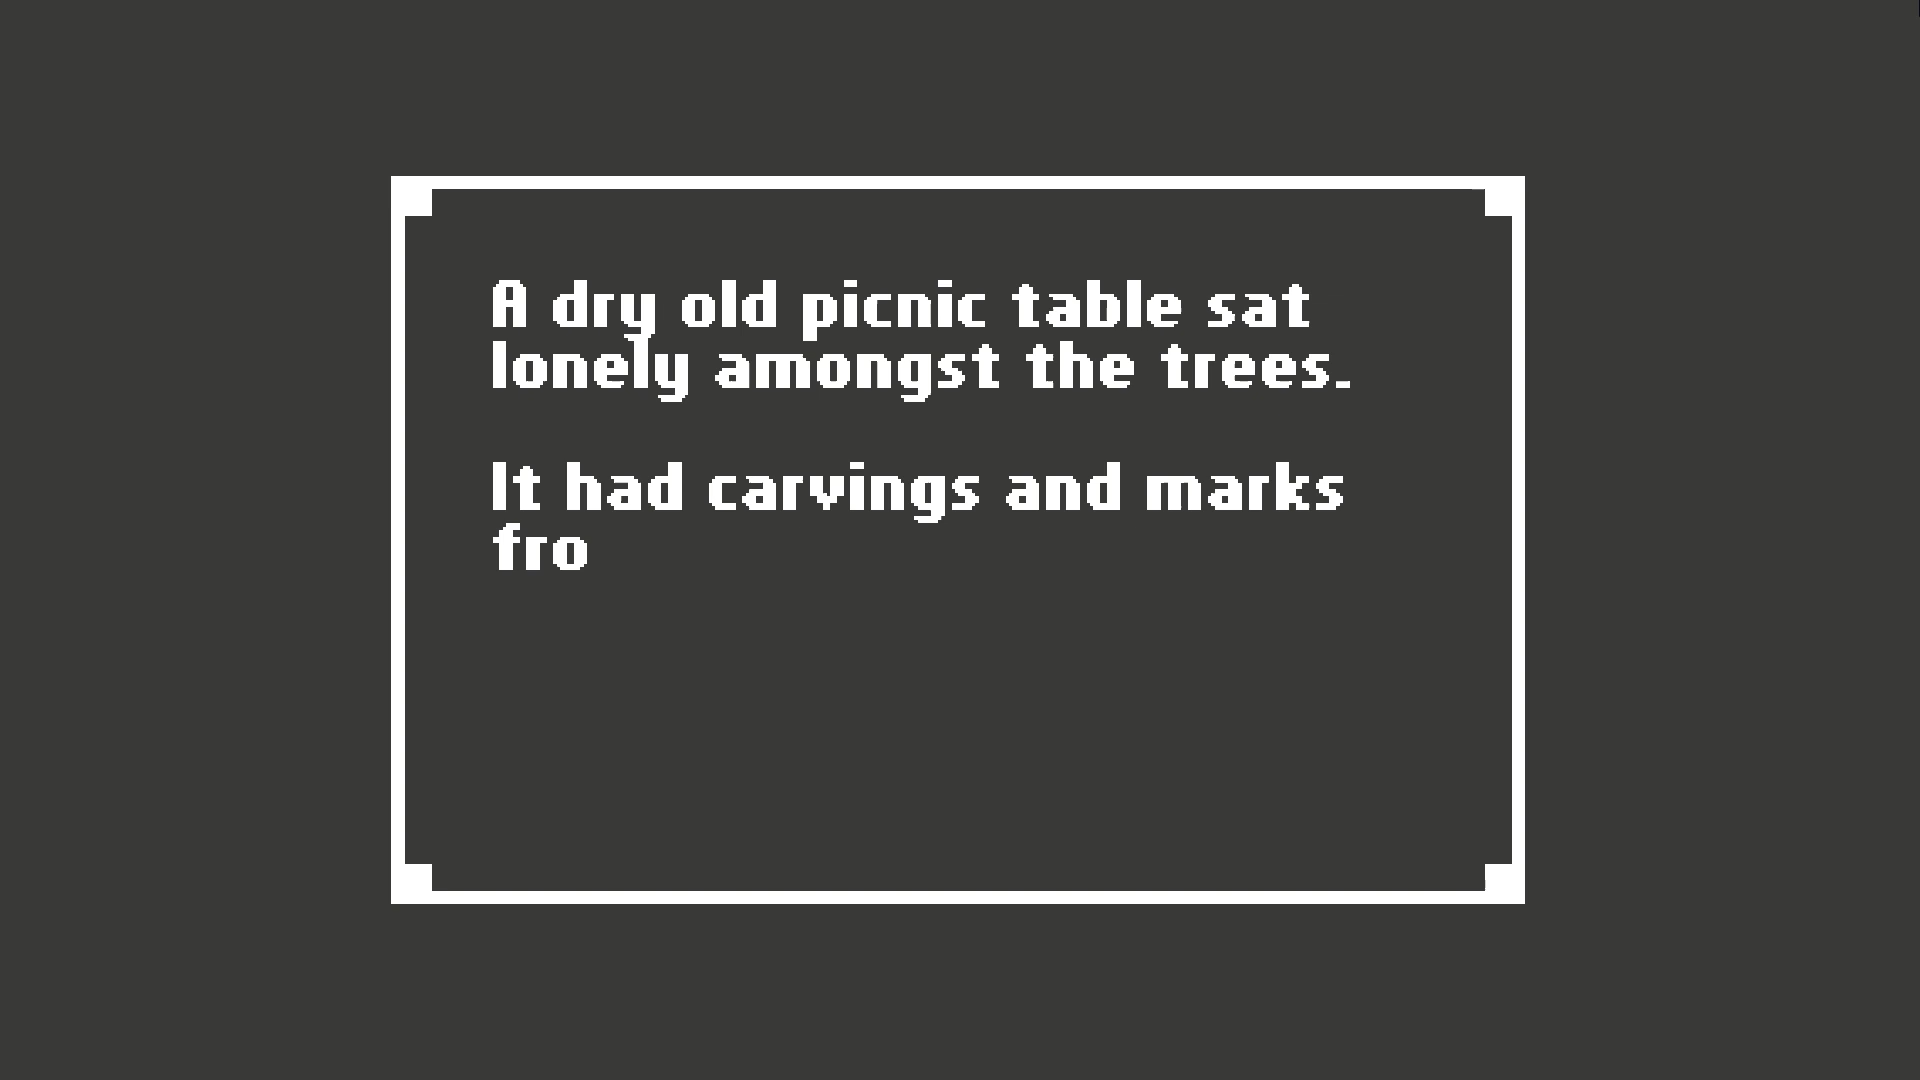 A dry old picnic table sat
lonely amongst the trees.
It had carvings and marks
fro